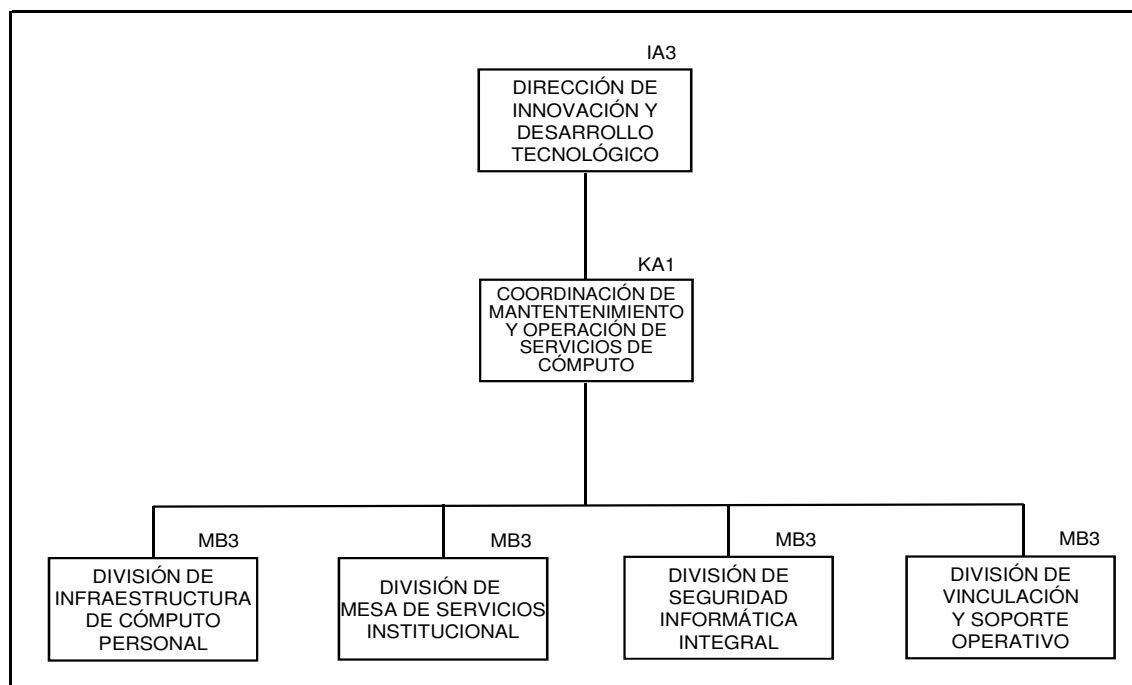 IA3
DIRECCIÓN DE
INNOVACIÓN Y
DESARROLLO
TECNOLÓGICO
KA1
COORDINACIÓN DE
MANTENTENIMIENTO
Y OPERACIÓN DE
SERVICIOS DE
CÓMPUTO
MB3
DIVISIÓN DE
INFRAESTRUCTURA
DE CÓMPUTO
PERSONAL
MB3
DIVISIÓN DE
MESA DE SERVICIOS
INSTITUCIONAL
MB3
DIVISIÓN DE
SEGURIDAD
INFORMÁTICA
INTEGRAL
MB3
DIVISIÓN DE
VINCULACIÓN
Y SOPORTE
OPERATIVO